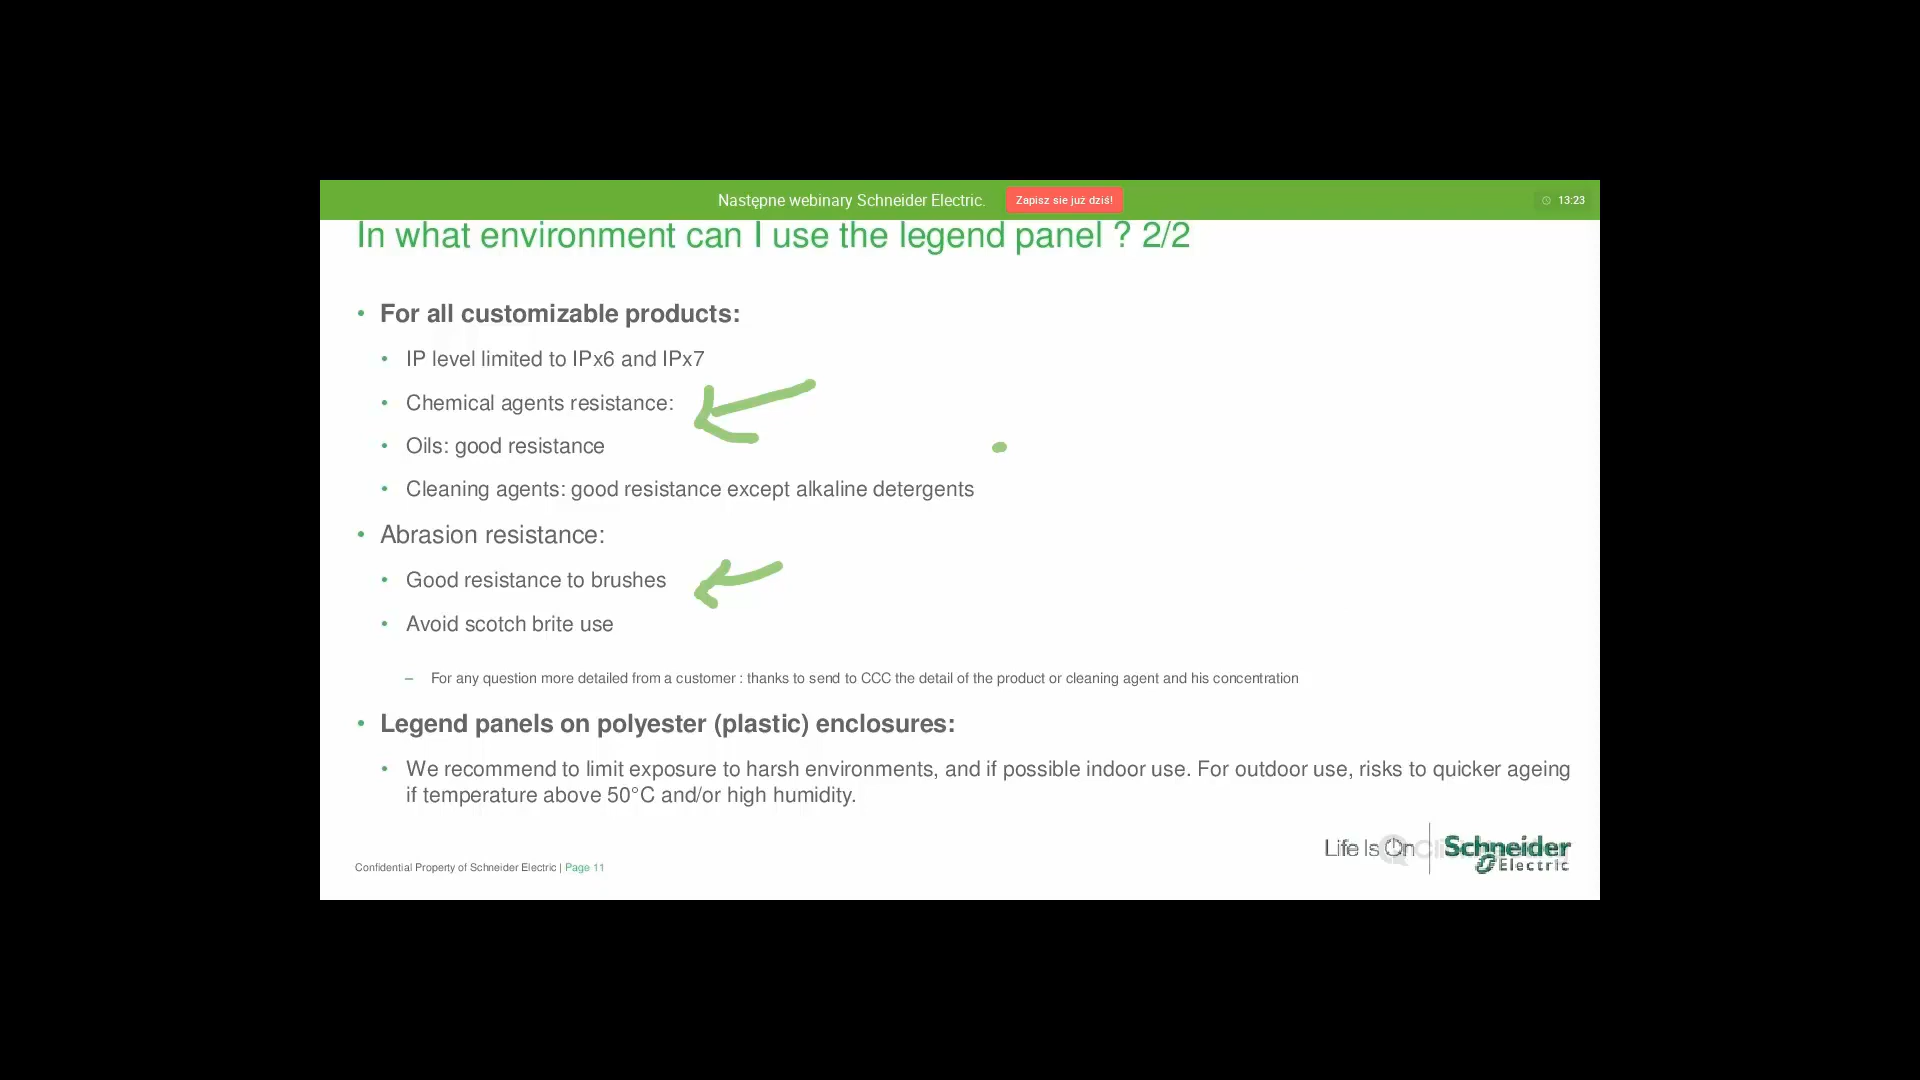 Następne webinary Schneider Electric.
Zapisz sie już dziś!
13:23
In what environment can I use the legend panel ? 2/2
• For all customizable products:
• IP level limited to IPx6 and IPx7
• Chemical agents resistance:
• Oils: good resistance
• Cleaning agents: good resistance except alkaline detergents
• Abrasion resistance:
• Good resistance to brushes
• Avoid scotch brite use
– For any question more detailed from a customer : thanks to send to CCC the detail of the product or cleaning agent and his concentration
• Legend panels on polyester (plastic) enclosures:
• We recommend to limit exposure to harsh environments, and if possible indoor use. For outdoor use, risks to quicker ageing
if temperature above 50°C and/or high humidity.
Life Is On
Schneider
Electric
Confidential Property of Schneider Electric | Page 11